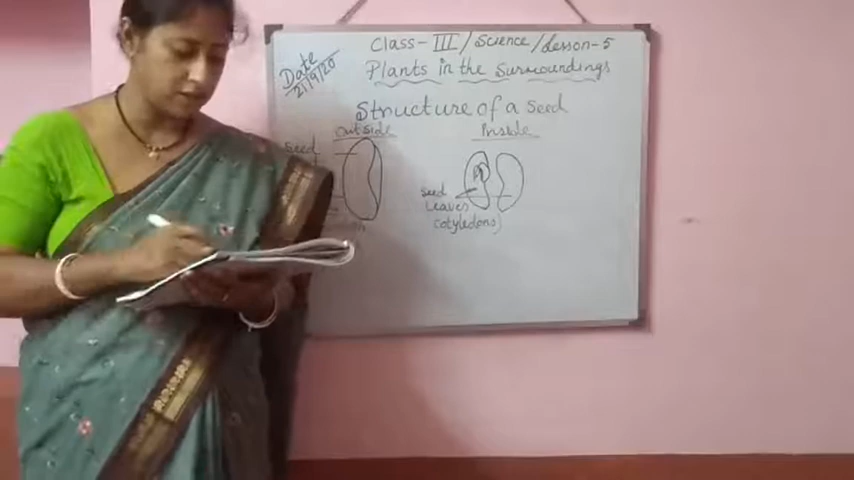 Class - III / Science / Lesson - 5
Date
21/9/20
Plants in the Surroundings
Structure of a Seed
Outside
Inside
Seed
Seed
leaves
(cotyledons)